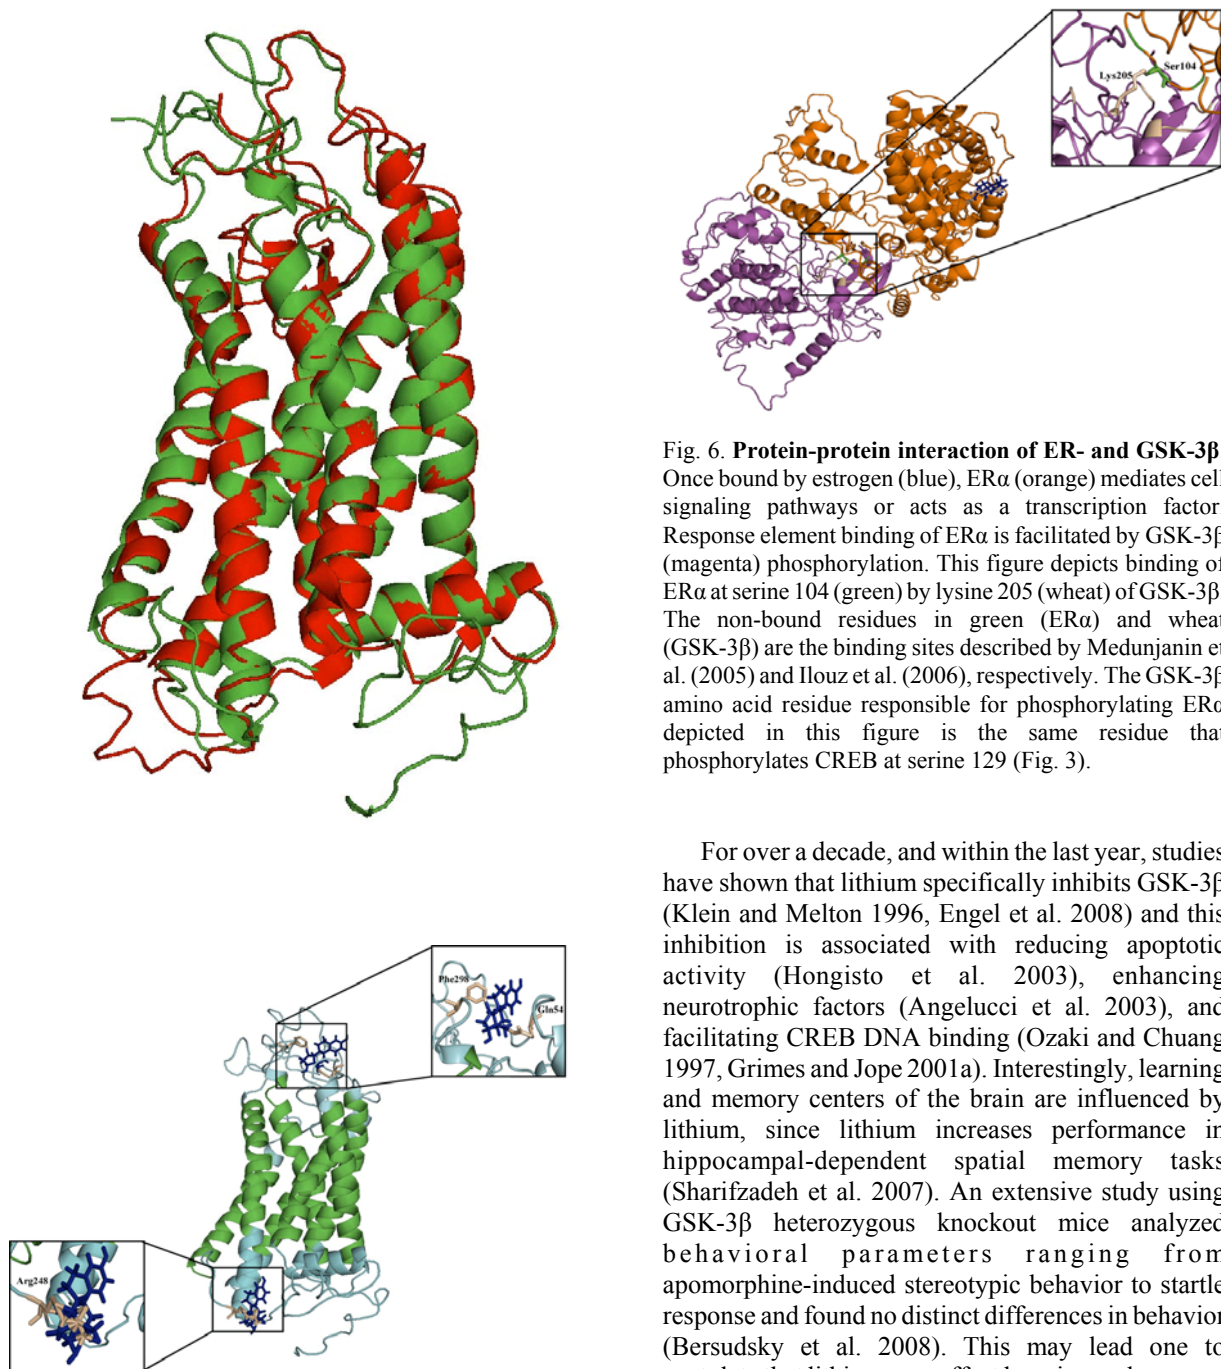 Lys205
Ser104
Fig. 6. Protein-protein interaction of ER- and GSK-3β
Once bound by estrogen (blue), ERα (orange) mediates cell
signaling pathways or acts as a transcription factor
Response element binding of ERα is facilitated by GSK-3β
(magenta) phosphorylation. This figure depicts binding of
ERα at serine 104 (green) by lysine 205 (wheat) of GSK-3β
The non-bound residues in green (ERα) and wheat
(GSK-3β) are the binding sites described by Medunjanin et
al. (2005) and Ilouz et al. (2006), respectively. The GSK-3β
amino acid residue responsible for phosphorylating ERα
depicted in this figure is the same residue that
phosphorylates CREB at serine 129 (Fig. 3).
Phe298
Gln54
Arg248
For over a decade, and within the last year, studies
have shown that lithium specifically inhibits GSK-3β
(Klein and Melton 1996, Engel et al. 2008) and this
inhibition is associated with reducing apoptotic
activity (Hongisto et al. 2003), enhancing
neurotrophic factors (Angelucci et al. 2003), and
facilitating CREB DNA binding (Ozaki and Chuang
1997, Grimes and Jope 2001a). Interestingly, learning
and memory centers of the brain are influenced by
lithium, since lithium increases performance in
hippocampal-dependent spatial memory tasks
(Sharifzadeh et al. 2007). An extensive study using
GSK-3β heterozygous knockout mice analyzed
behavioral parameters ranging from
apomorphine-induced stereotypic behavior to startle
response and found no distinct differences in behavior
(Bersudsky et al. 2008). This may lead one to